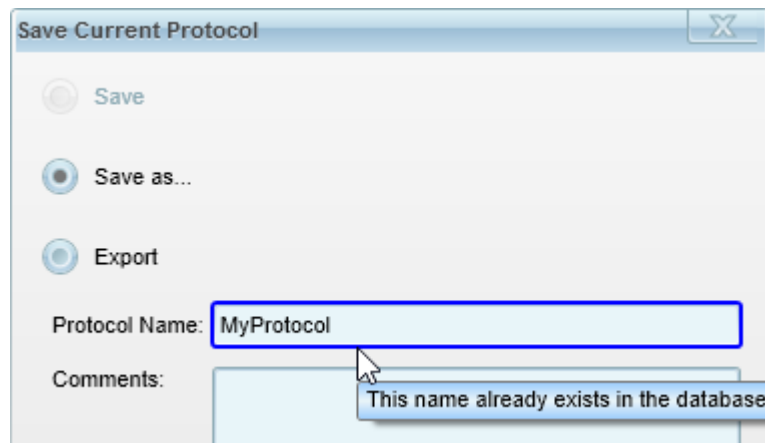 Save Current Protocol
Save
Save as...
Export
Protocol Name: MyProtocol
Comments:
This name already exists in the database